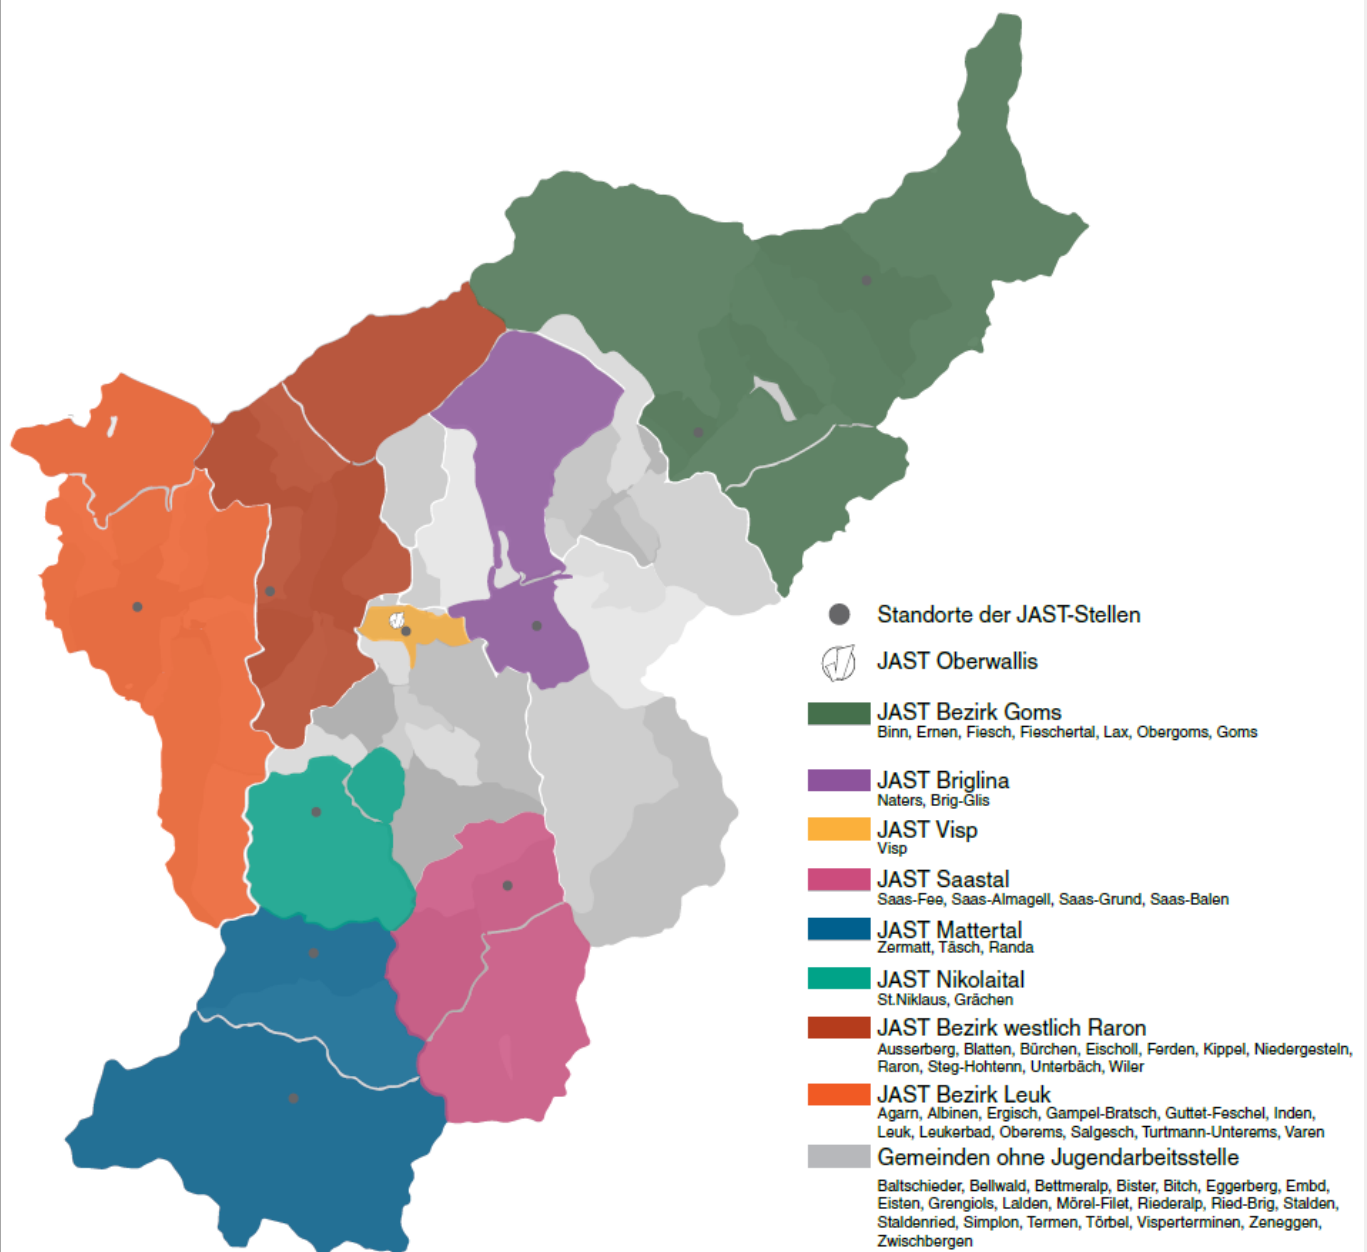 Standorte der JAST-Stellen
JAST Oberwallis
JAST Bezirk Goms
Binn, Ernen, Fiesch, Fieschertal, Lax, Obergoms, Goms
JAST Briglina
Naters, Brig-Glis
JAST Visp
Visp
JAST Saastal
Saas-Fee, Saas-Almagell, Saas-Grund, Saas-Balen
JAST Mattertal
Zermatt, Täsch, Randa
JAST Nikolaital
St.Niklaus, Grächen
JAST Bezirk westlich Raron
Ausserberg, Blatten, Bürchen, Eischoll, Ferden, Kippel, Niedergesteln,
Raron, Steg-Hohtenn, Unterbäch, Wiler
JAST Bezirk Leuk
Agarn, Albinen, Ergisch, Gampel-Bratsch, Guttet-Feschel, Inden,
Leuk, Leukerbad, Oberems, Salgesch, Turtmann-Unterems, Varen
Gemeinden ohne Jugendarbeitsstelle
Baltschieder, Bellwald, Bettmeralp, Bister, Bitch, Eggerberg, Embd,
Eisten, Grengiols, Lalden, Mörel-Filet, Riederalp, Ried-Brig, Stalden,
Staldenried, Simplon, Termen, Törbel, Visperterminen, Zeneggen,
Zwischbergen